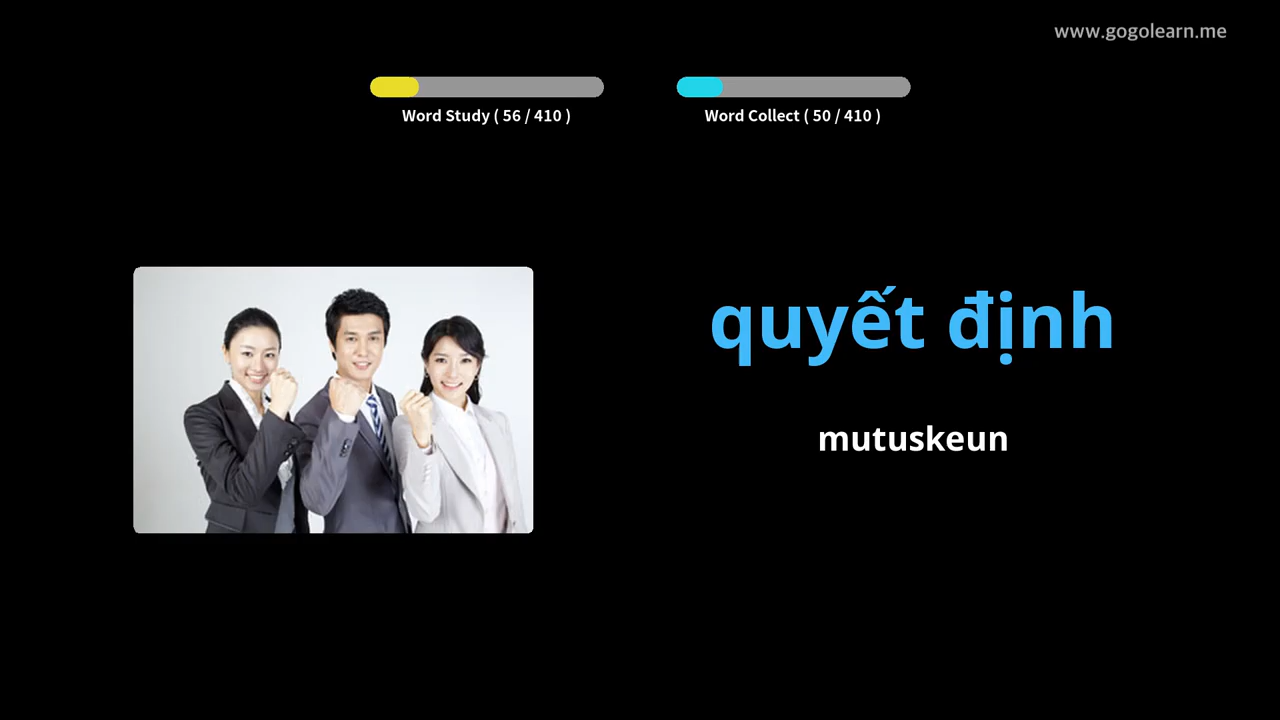 www.gogolearn.me
Word Study ( 56 / 410 )
Word Collect ( 50 / 410 )
quyết định
mutuskeun